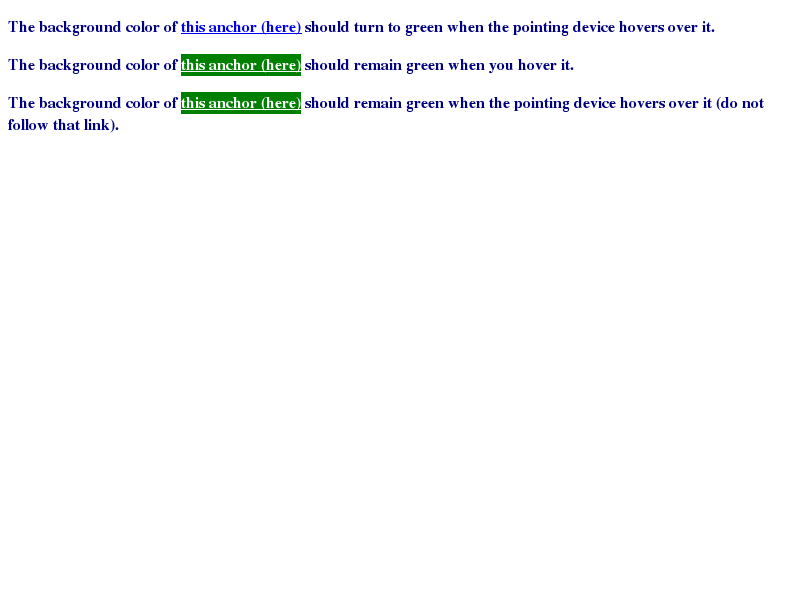 The background color of this anchor (here) should turn to green when the pointing device hovers over it.
The background color of this anchor (here) should remain green when you hover it.
The background color of this anchor (here) should remain green when the pointing device hovers over it (do not
follow that link).